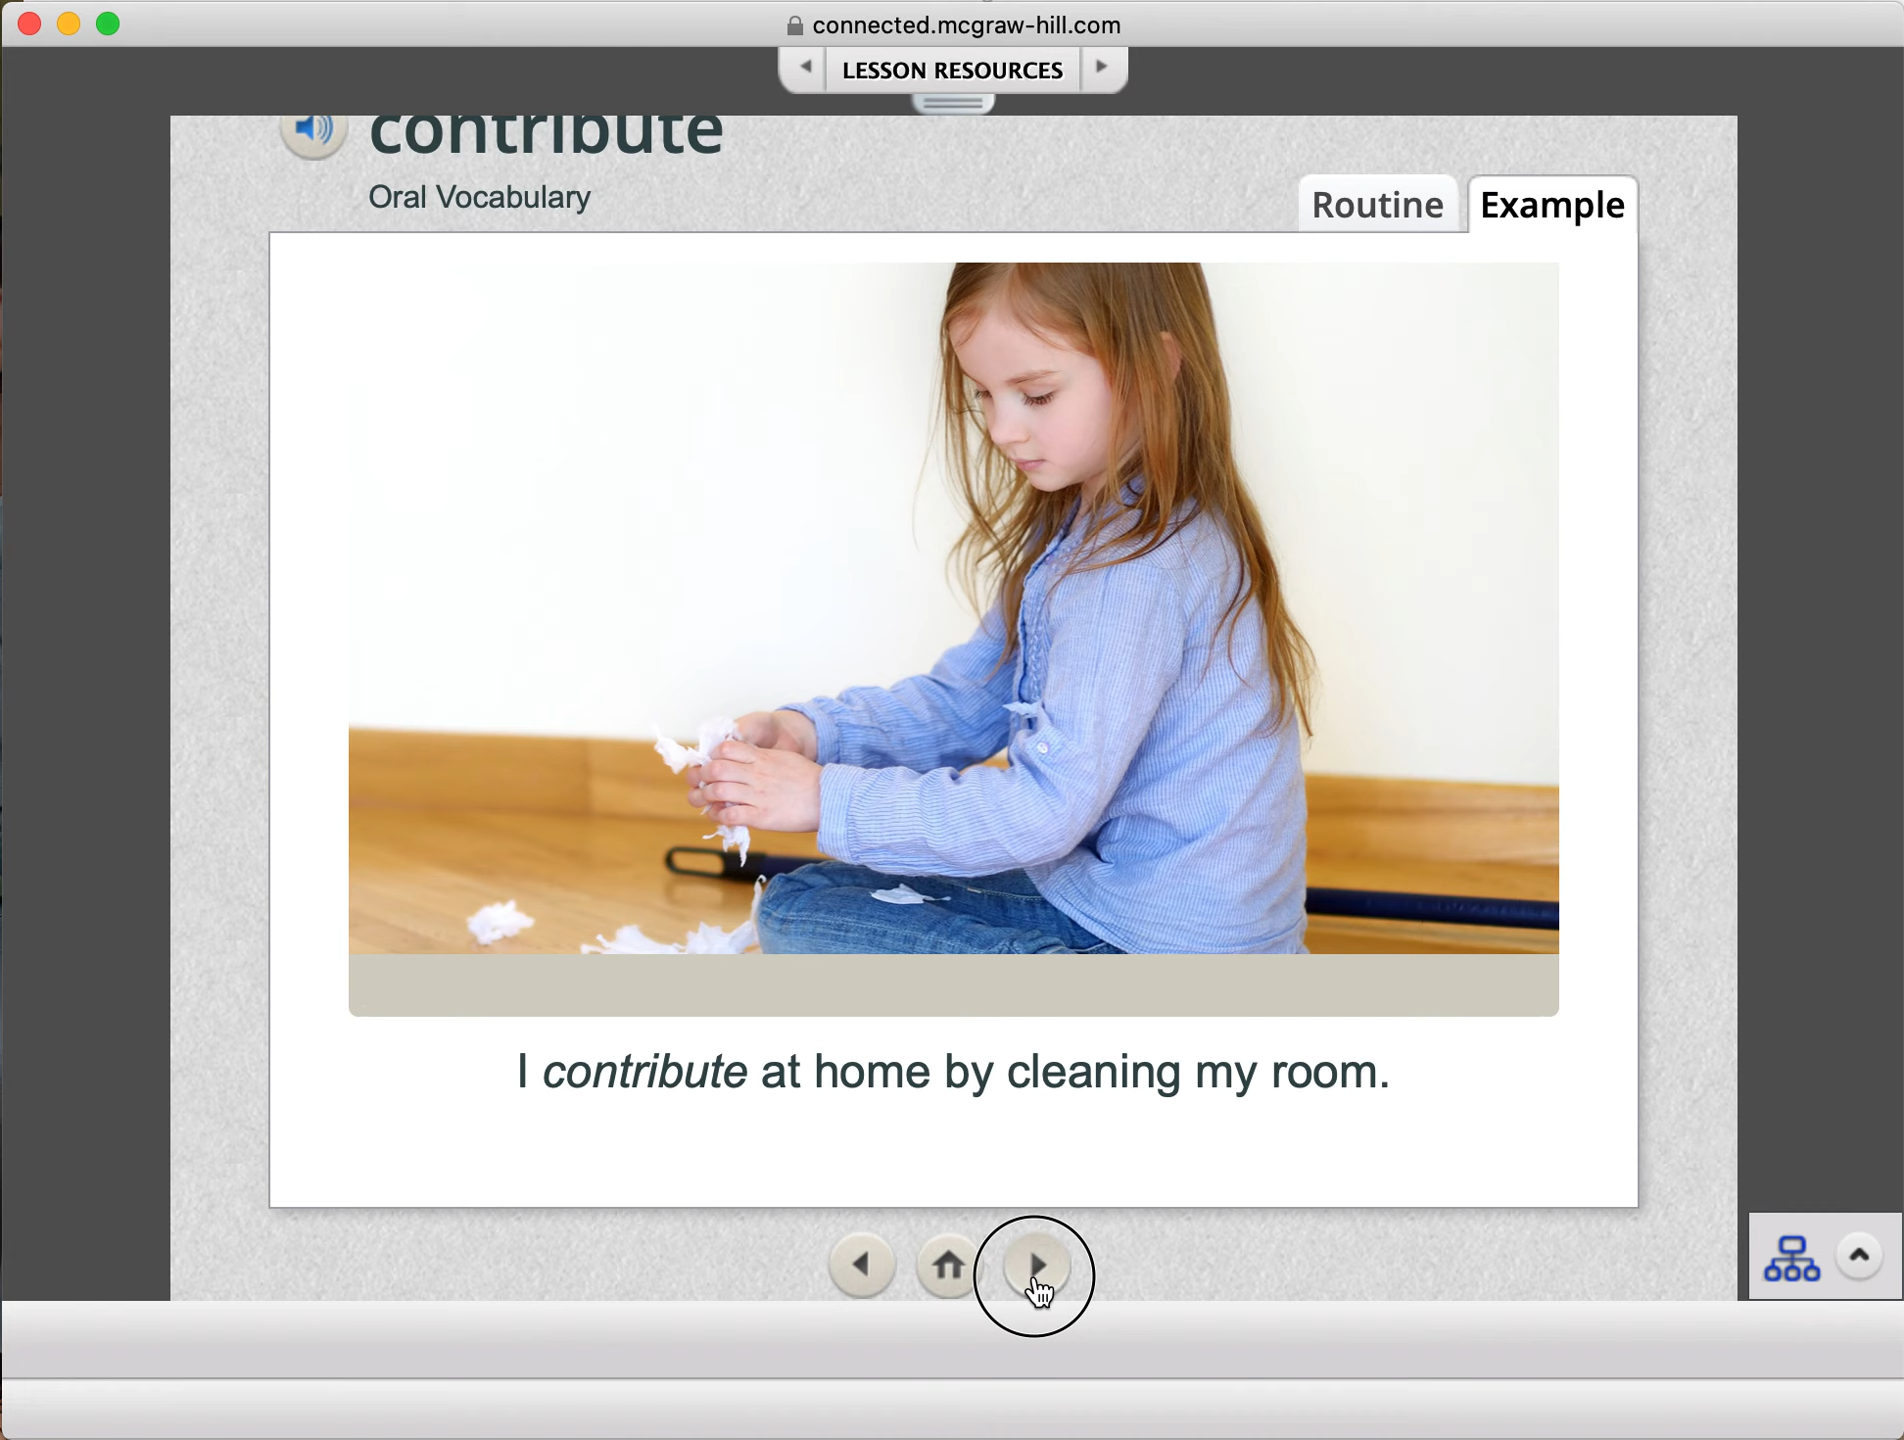 connected.mcgraw-hill.com
LESSON RESOURCES
contribute
Oral Vocabulary
Routine
Example
I contribute at home by cleaning my room.